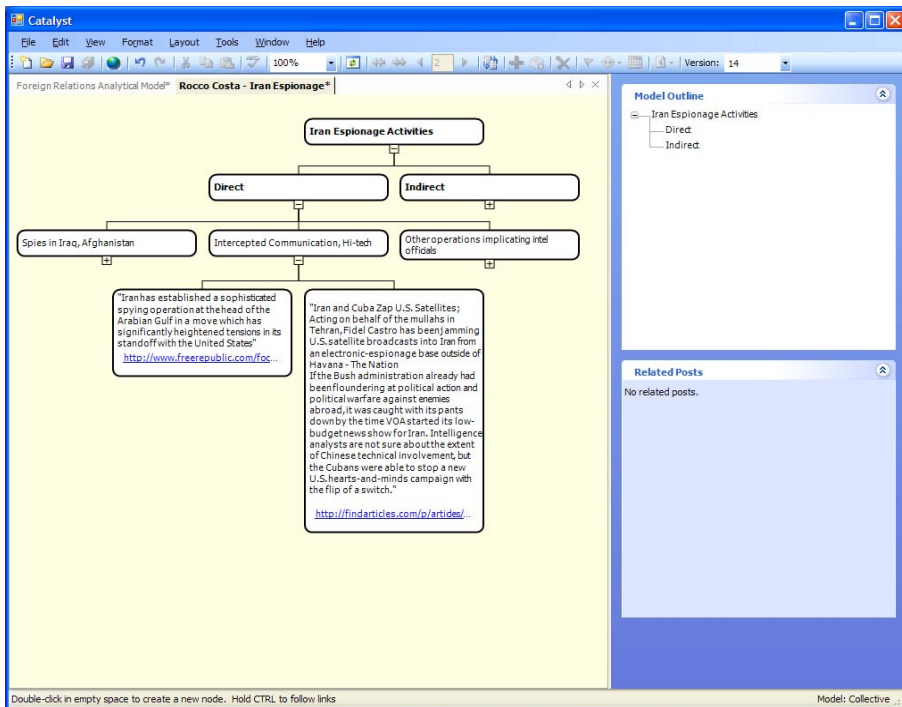 Catalyst
File Edit View Format Layout Tools Window Help
100% 2 Version: 14
Foreign Relations Analytical Model* Rocco Costa - Iran Espionage*
Iran Espionage Activities
Direct Indirect
Spies in Iraq, Afghanistan
Intercepted Communication, Hi-tech
Other operations implicating intel
officials
"Iran has established a sophisticated
spying operation at the head of the
Arabian Gulf in a move which has
significantly heightened tensions in its
standoff with the United States"
http://www.freerepublic.com/foc...
"Iran and Cuba Zap U.S. Satellites;
Acting on behalf of the mullahs in
Tehran, Fidel Castro has been jamming
U.S. satellite broadcasts into Iran from
an electronic-espionage base outside of
Havana - The Nation
If the Bush administration already had
been floundering at political action and
political warfare against enemies
abroad, it was caught with its pants
down by the time VOA started its low-
budget news show for Iran. Intelligence
analysts are not sure about the extent
of Chinese technical involvement, but
the Cubans were able to stop a new
U.S. hearts-and-minds campaign with
the flip of a switch."
http://findarticles.com/p/articles/...
Model Outline
Iran Espionage Activities
Direct
Indirect
Related Posts
No related posts.
Double-click in empty space to create a new node. Hold CTRL to follow links
Model: Collective